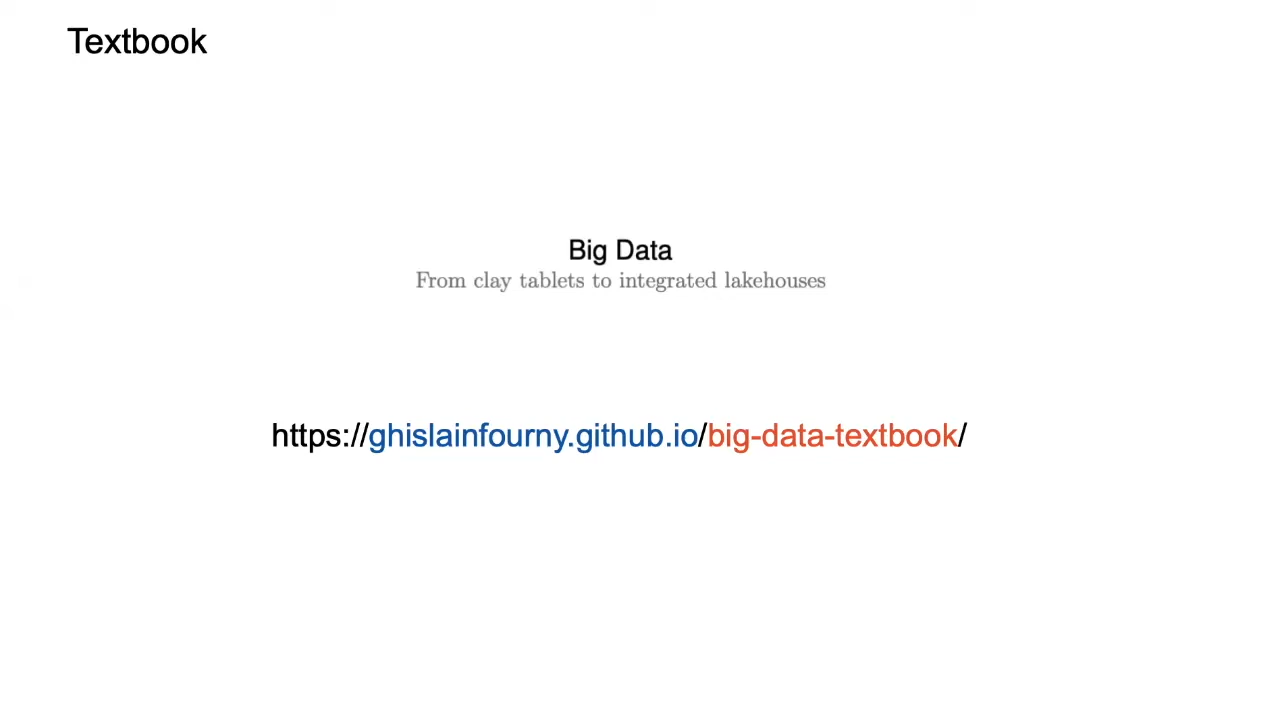 Textbook
Big Data
From clay tablets to integrated lakehouses
https://ghislainfourny.github.io/big-data-textbook/